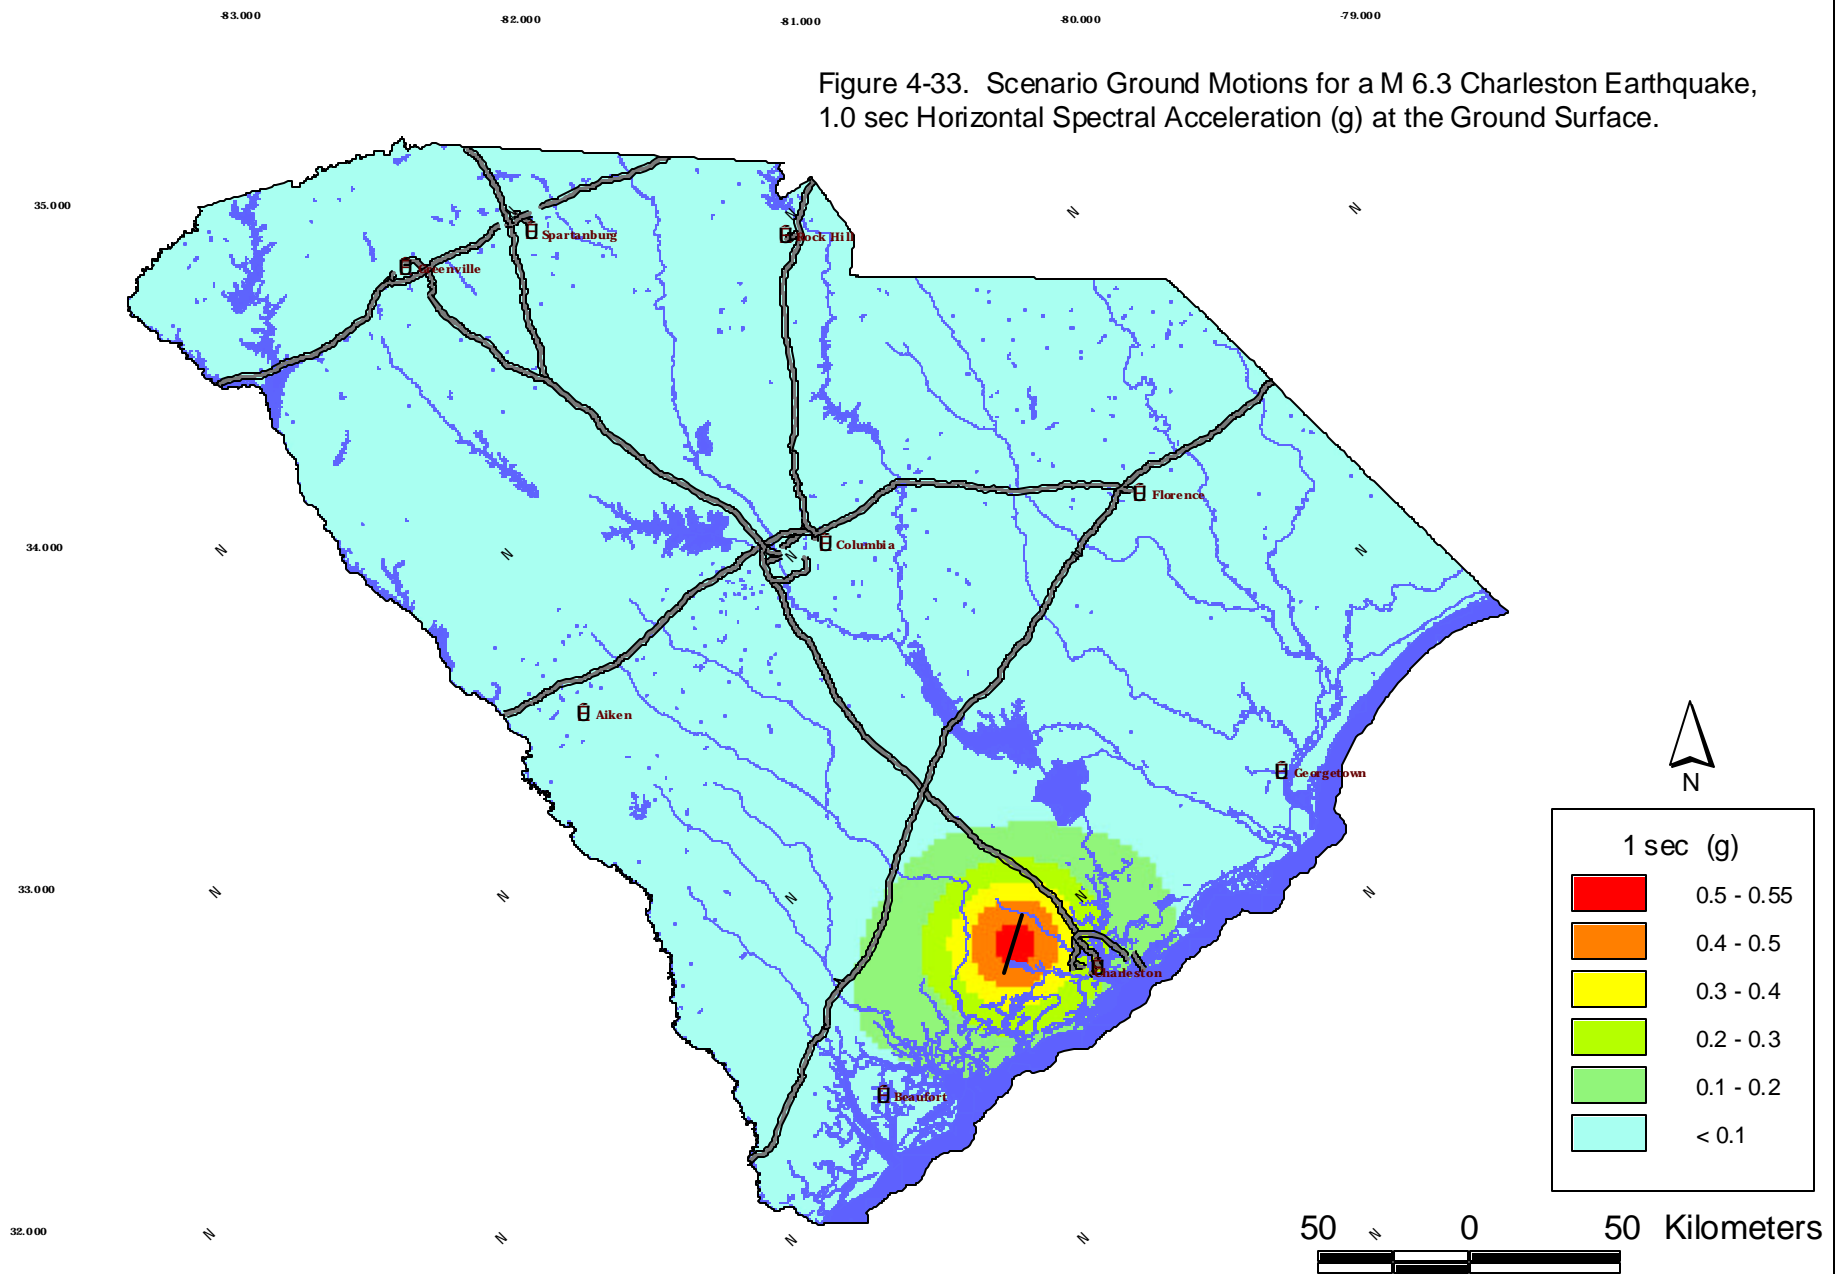 -83.000
-82.000
-81.000
-80.000
-79.000
Figure 4-33. Scenario Ground Motions for a M 6.3 Charleston Earthquake,
1.0 sec Horizontal Spectral Acceleration (g) at the Ground Surface.
35.000
N
N
N
Spartanburg
Rock Hill
Greenville
Florence
34.000
N
N
N
N
N
Columbia
Aiken
Georgetown
N
1 sec (g)
0.5 - 0.55
0.4 - 0.5
0.3 - 0.4
0.2 - 0.3
0.1 - 0.2
< 0.1
33.000
N
N
N
N
N
Charleston
Beaufort
32.000
N
N
N
N
N
50 0 50 Kilometers